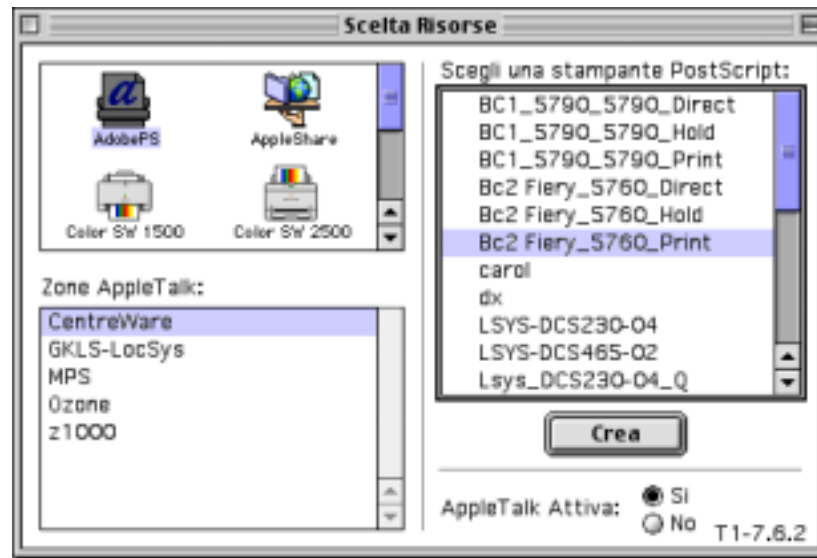 Scelta Risorse
AdobePS
AppleShare
Color SW 1500
Color SW 2500
Zone AppleTalk:
CentreWare
GKLS-LocSys
MPS
Ozone
z1000
Scegli una stampante PostScript:
BC1_5790_5790_Direct
BC1_5790_5790_Hold
BC1_5790_5790_Print
Bc2 Fiery_5760_Direct
Bc2 Fiery_5760_Hold
Bc2 Fiery_5760_Print
carol
dx
LSYS-DCS230-04
LSYS-DCS465-02
Lsys_DCS230-04_Q
Crea
AppleTalk Attiva:
Si
No
T1-7.6.2